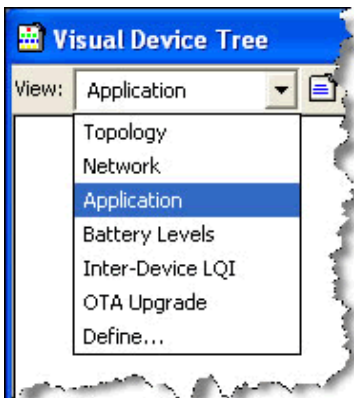 Visual Device Tree
View: Application
Topology
Network
Application
Battery Levels
Inter-Device LQI
OTA Upgrade
Define...